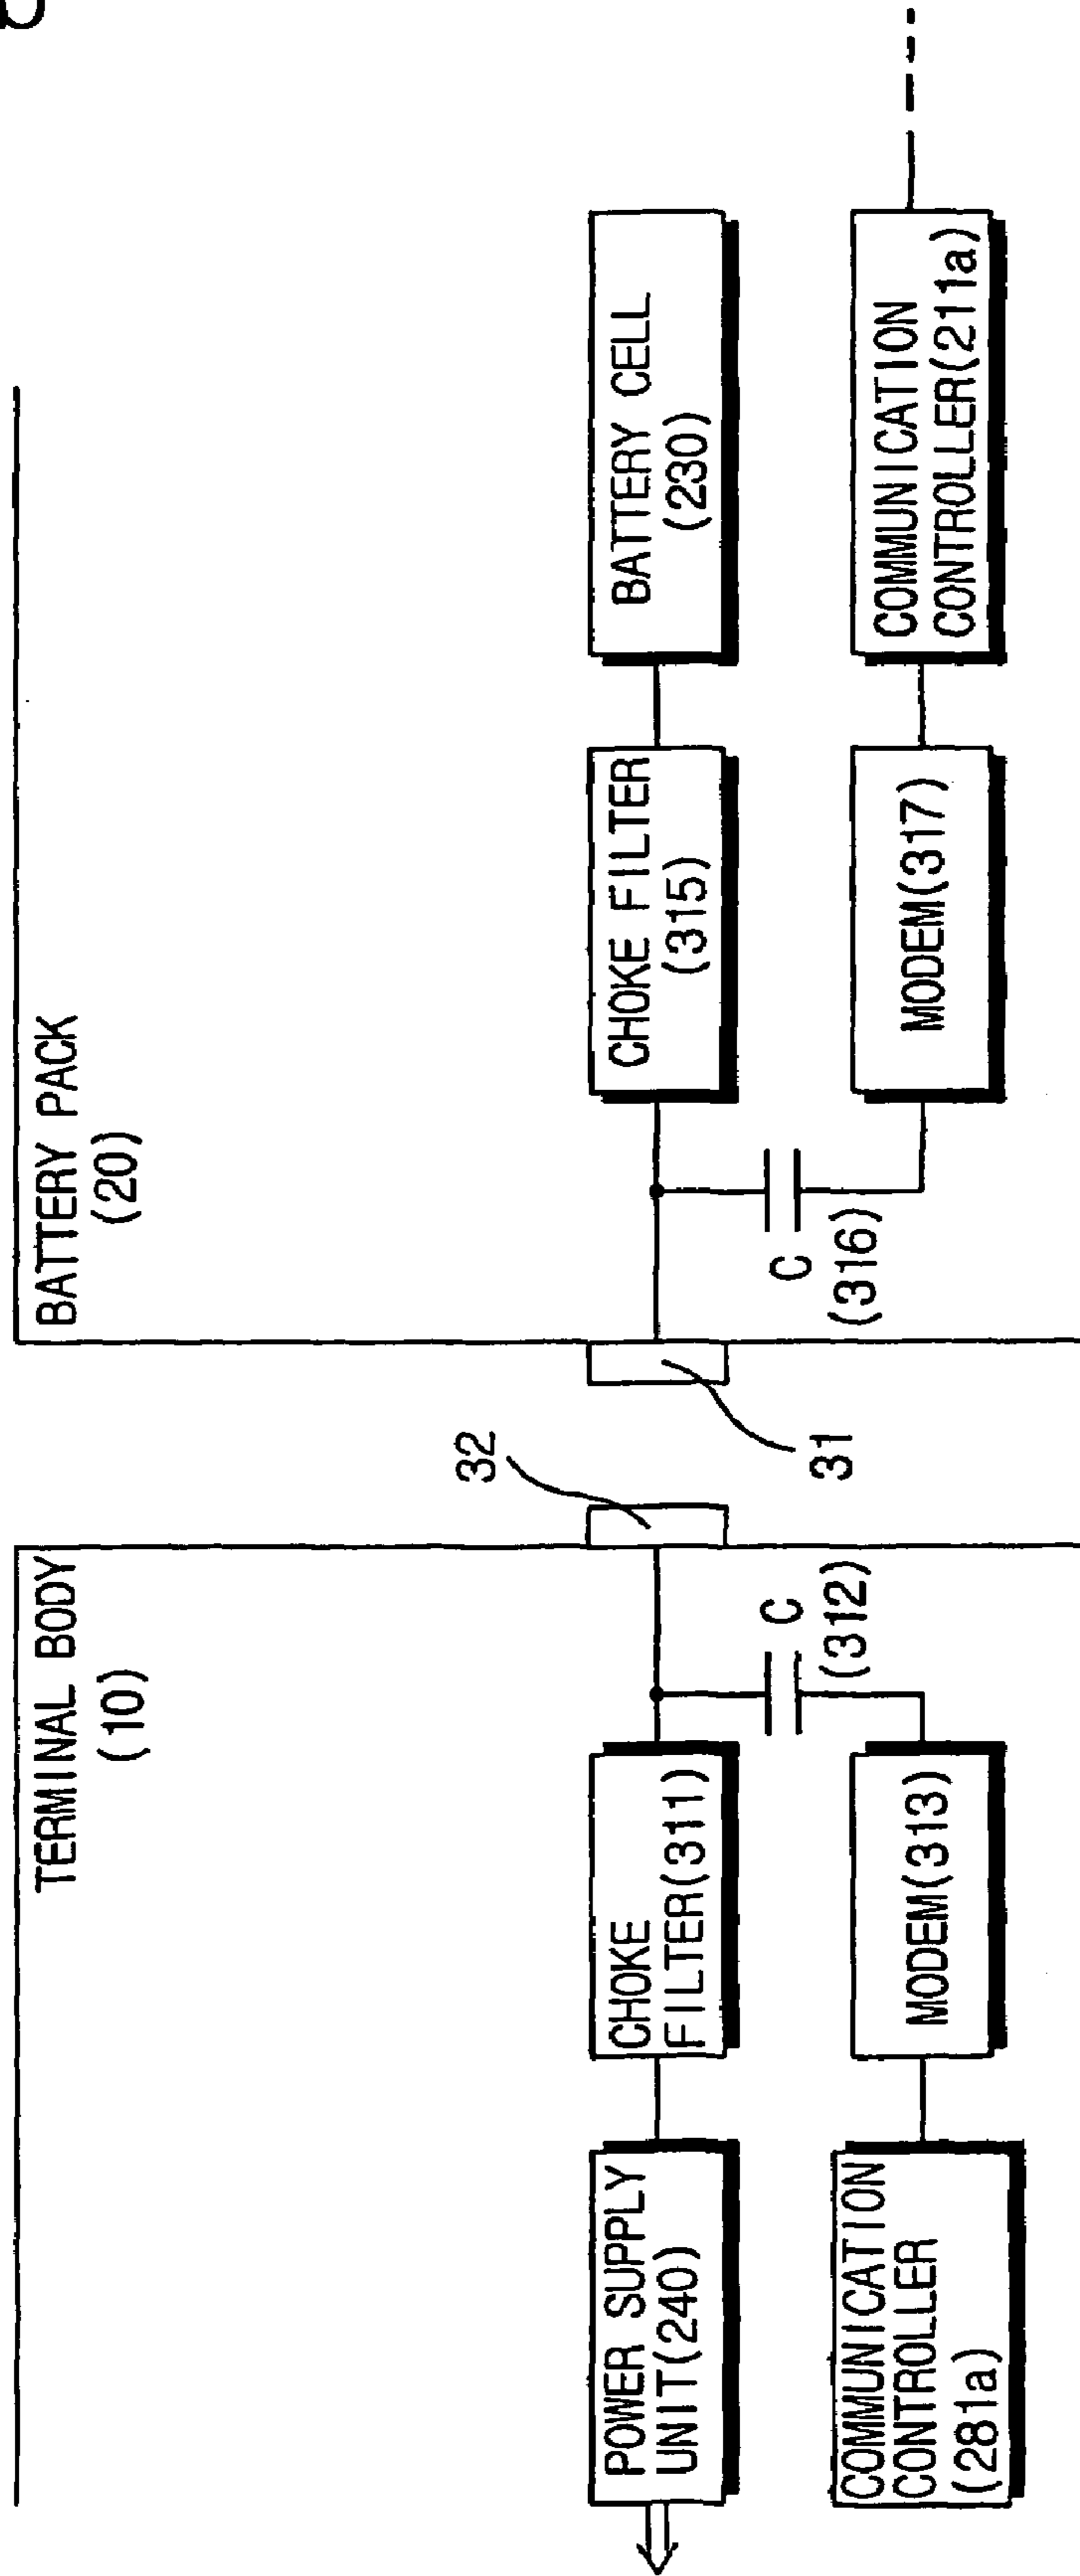 b
TERMINAL BODY
(10)
BATTERY PACK
(20)
32
31
POWER SUPPLY
UNIT(240)
CHOKE
FILTER(311)
C
(312)
COMMUNICATION
CONTROLLER
(281a)
MODEM(313)
CHOKE FILTER
(315)
BATTERY CELL
(230)
C
(316)
MODEM(317)
COMMUNICATION
CONTROLLER(211a)